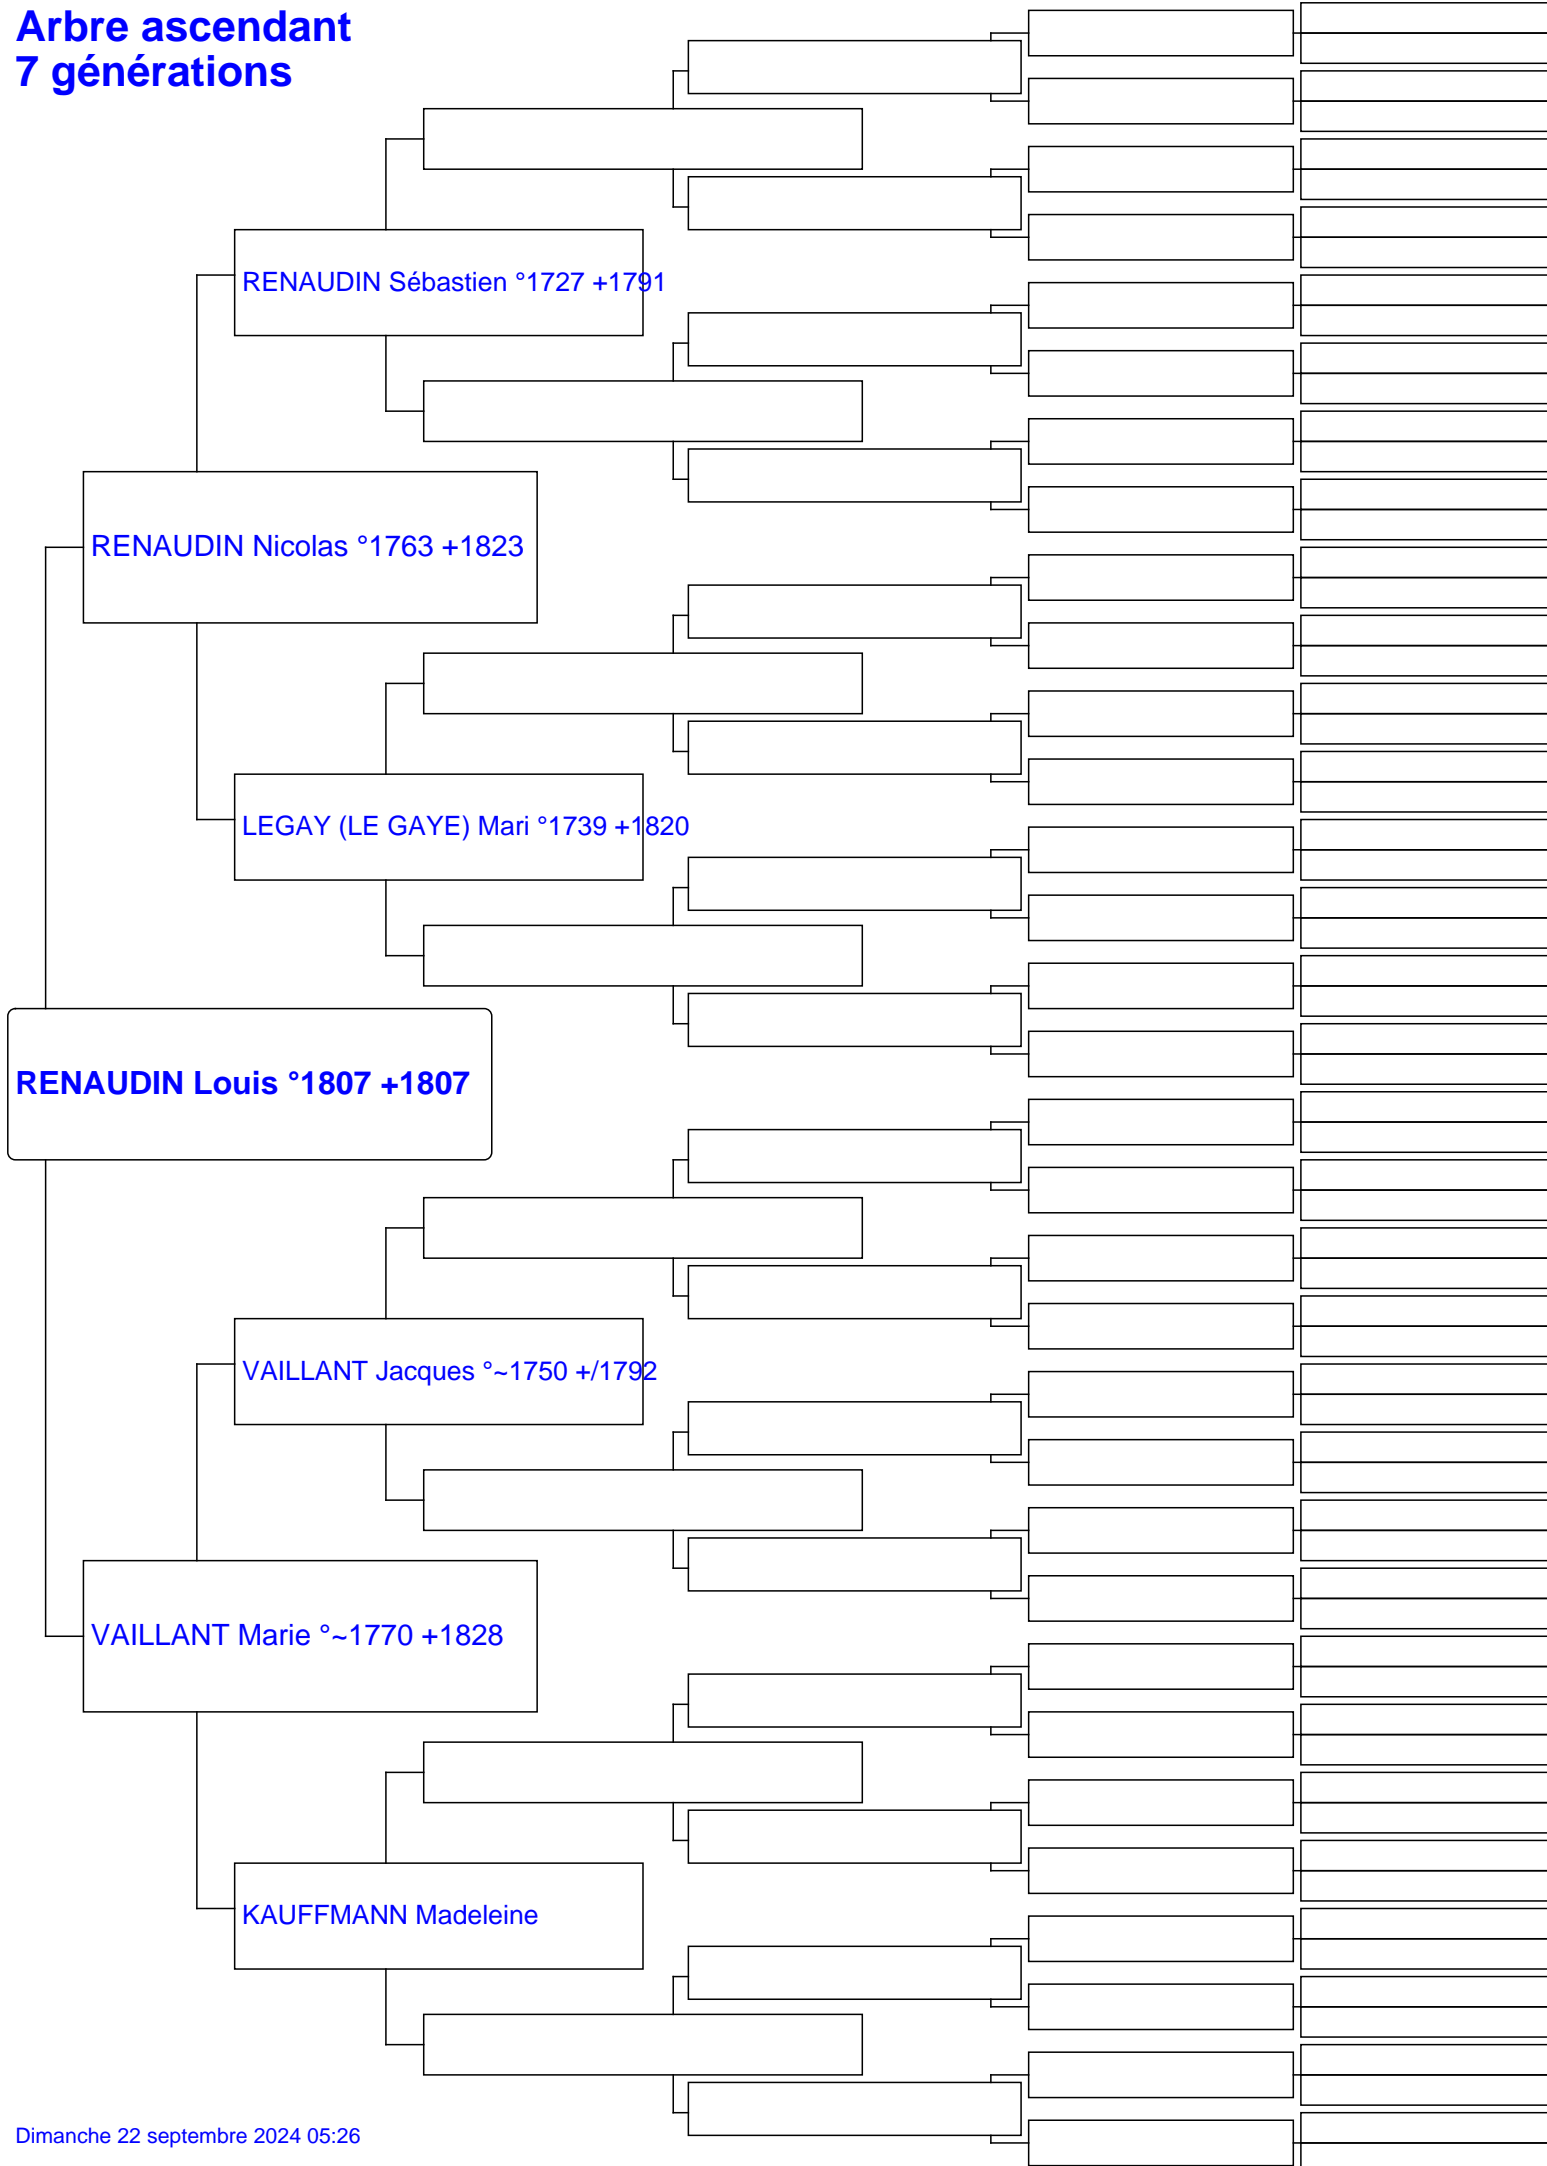 Arbre ascendant
7 générations
RENAUDIN Sébastien °1727 +1791
RENAUDIN Nicolas °1763 +1823
LEGAY (LE GAYE) Mari °1739 +1820
RENAUDIN Louis °1807 +1807
VAILLANT Jacques °~1750 +/1792
VAILLANT Marie °~1770 +1828
KAUFFMANN Madeleine
Dimanche 22 septembre 2024 05:26